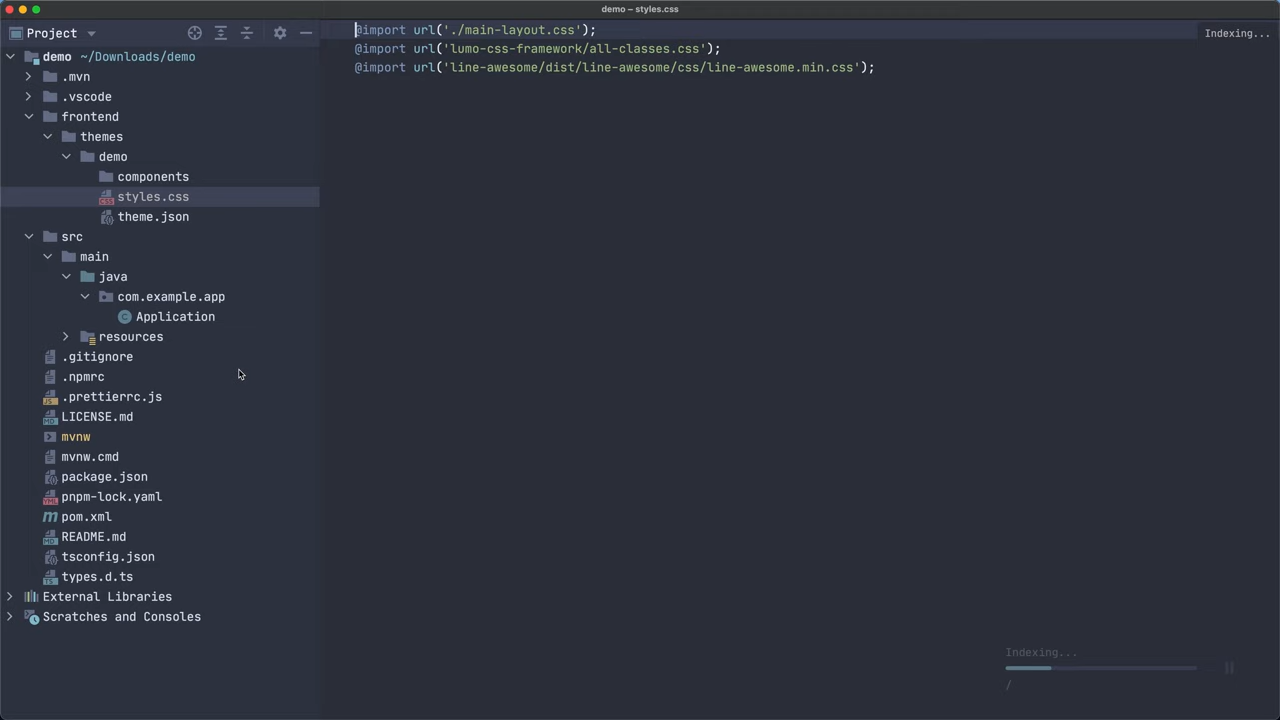 demo – styles.css
Project
demo ~/Downloads/demo
.mvn
.vscode
frontend
themes
demo
components
styles.css
theme.json
src
main
java
com.example.app
Application
resources
.gitignore
.npmrc
.prettierrc.js
LICENSE.md
mvnw
mvnw.cmd
package.json
pnpm-lock.yaml
pom.xml
README.md
tsconfig.json
types.d.ts
External Libraries
Scratches and Consoles
@import url('./main-layout.css');
@import url('lumo-css-framework/all-classes.css');
@import url('line-awesome/dist/line-awesome/css/line-awesome.min.css');
Indexing...
Indexing...
/